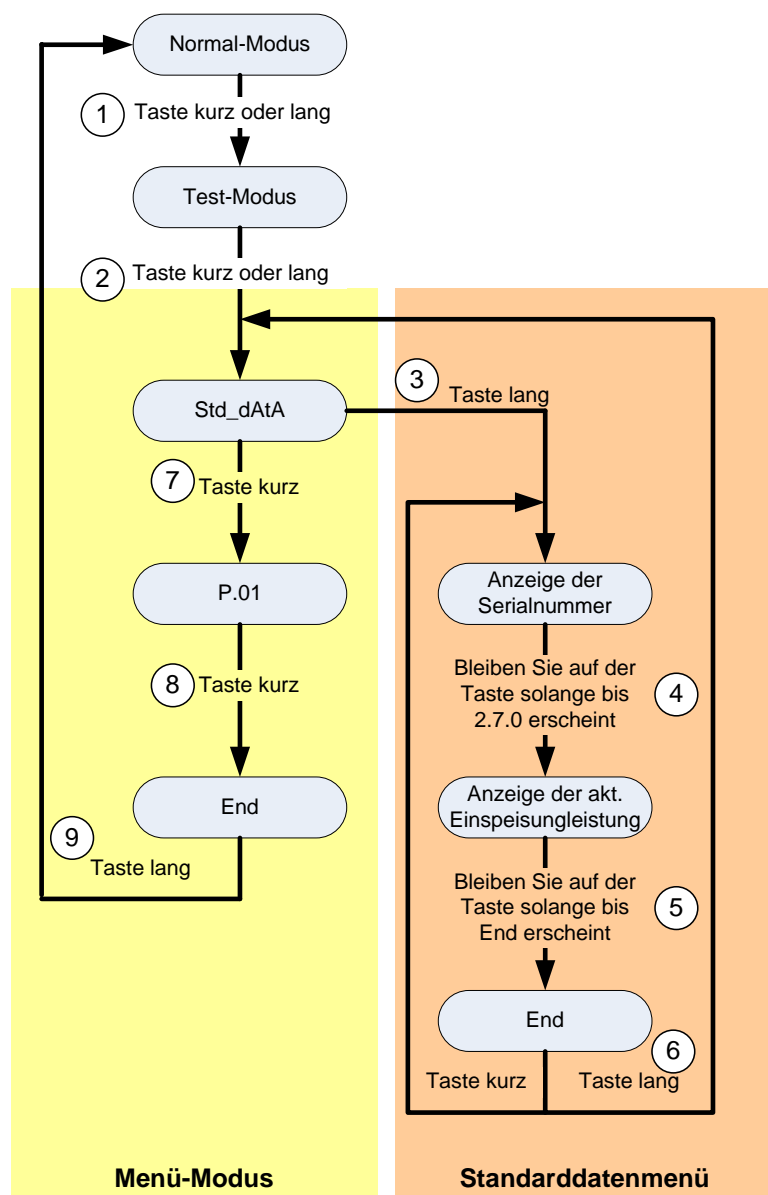 Normal-Modus
1
Taste kurz oder lang
Test-Modus
2
Taste kurz oder lang
3
Taste lang
Std_dAtA
7
Taste kurz
P.01
Anzeige der
Serialnummer
8
Taste kurz
Bleiben Sie auf der
Taste solange bis
2.7.0 erscheint
4
End
Anzeige der akt.
Einspeisungleistung
9
Taste lang
Bleiben Sie auf der
Taste solange bis
End erscheint
5
End
6
Taste kurz
Taste lang
Menü-Modus
Standarddatenmenü